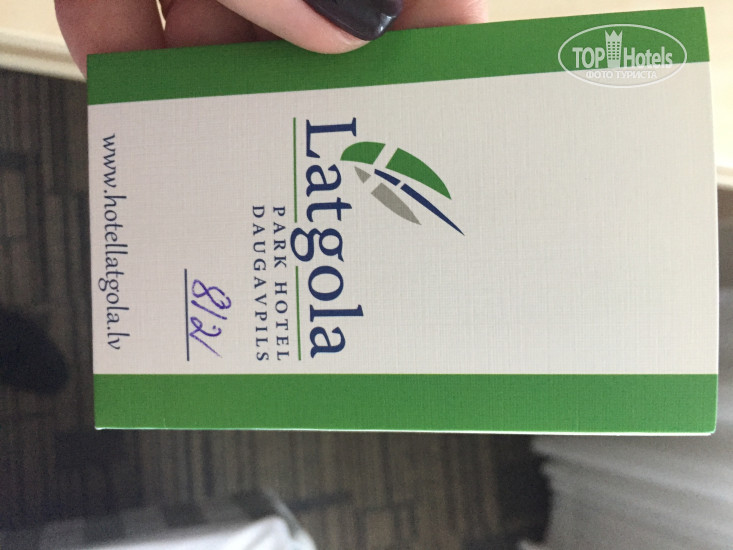 Latgola
PARK HOTEL
DAUGAVPILS
812
www.hotellatgola.lv
TOP Hotels
ФОТО ТУРИСТА